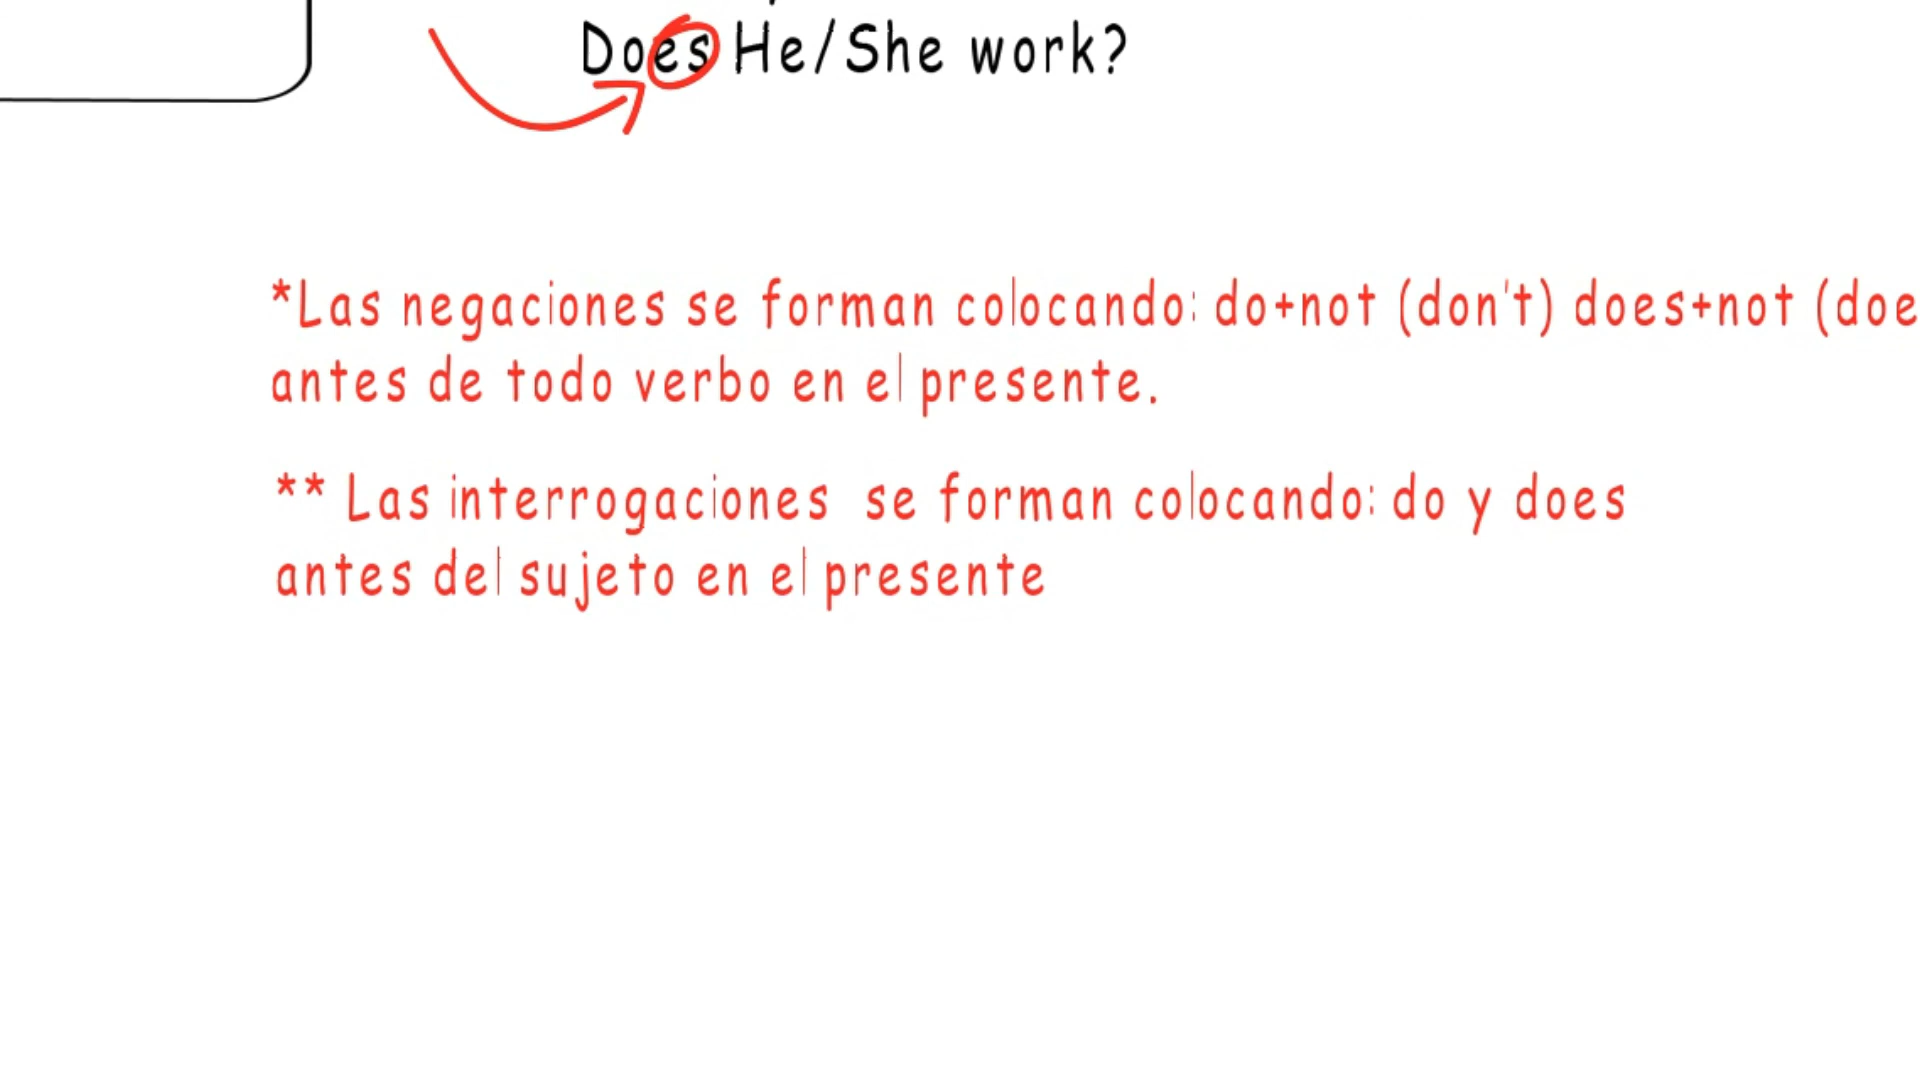 Does He/She work?
*Las negaciones se forman colocando: do+not (don't) does+not (doe
antes de todo verbo en el presente.
** Las interrogaciones se forman colocando: do y does
antes del sujeto en el presente